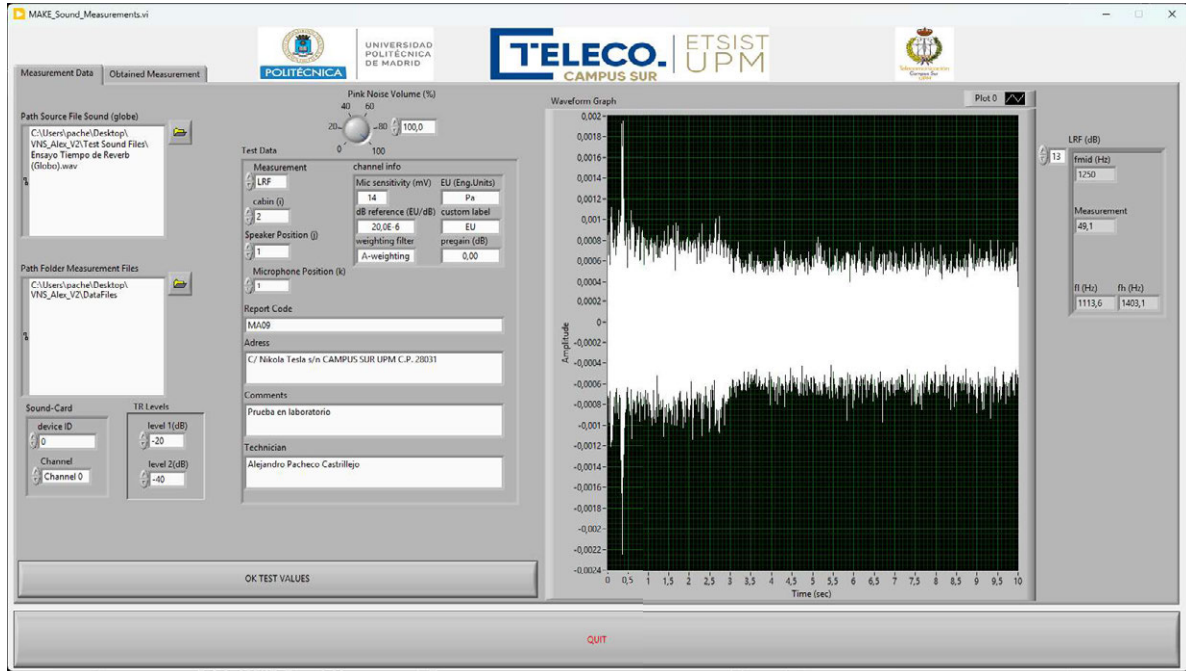 MAKE_Sound_Measurements.vi
POLITÉCNICA
UNIVERSIDAD
POLITÉCNICA
DE MADRID
TELECO.
CAMPUS SUR
ETSIST
UPM
Telecomunicación
Campus Sur
UPM
Measurement Data
Obtained Measurement
Path Source File Sound (globe)
C:\Users\pache\Desktop\
VNS_Alex_V2\Test Sound Files\
Ensayo Tiempo de Reverb
(Globo).wav
Path Folder Measurement Files
C:\Users\pache\Desktop\
VNS_Alex_V2\DataFiles
Sound-Card
device ID
0
Channel
Channel 0
TR Levels
level 1(dB)
-20
level 2(dB)
-40
Pink Noise Volume (%)
0 20 40 60 80 100
100,0
Test Data
Measurement
LRF
cabin (i)
2
Speaker Position (j)
1
Microphone Position (k)
1
channel info
Mic sensitivity (mV) EU (Eng.Units)
14 Pa
dB reference (EU/dB) custom label
20,0E-6 EU
weighting filter pregain (dB)
A-weighting 0,00
Report Code
MA09
Adress
C/ Nikola Tesla s/n CAMPUS SUR UPM C.P. 28031
Comments
Prueba en laboratorio
Technician
Alejandro Pacheco Castrillejo
OK TEST VALUES
Waveform Graph
Plot 0
Amplitude
0,002
0,0018
0,0016
0,0014
0,0012
0,001
0,0008
0,0006
0,0004
0,0002
0
-0,0002
-0,0004
-0,0006
-0,0008
-0,001
-0,0012
-0,0014
-0,0016
-0,0018
-0,002
-0,0022
-0,0024
0 0,5 1 1,5 2 2,5 3 3,5 4 4,5 5 5,5 6 6,5 7 7,5 8 8,5 9 9,5 10
Time (sec)
LRF (dB)
13
fmid (Hz)
1250
Measurement
49,1
fl (Hz) fh (Hz)
1113,6 1403,1
QUIT